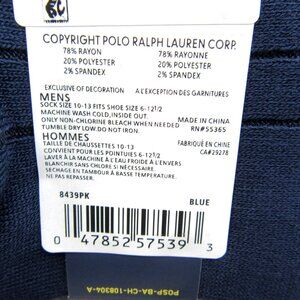 COPYRIGHT POLO RALPH LAUREN CORP.
78% RAYON 78% RAYONNE
20% POLYESTER 20% POLYESTER
2% SPANDEX 2% SPANDEX
EXCLUSIVE OF DECORATION A L'EXCEPTION DES GARNITURES
MENS
SOCK SIZE 10-13 FITS SHOE SIZE 6-12 1/2
MACHINE WASH COLD, INSIDE OUT. MADE IN CHINA
ONLY NON-CHLORINE BLEACH WHEN NEEDED RN#55365
TUMBLE DRY LOW. DO NOT IRON.
HOMMES FABRIQUÉ EN CHINE
TAILLE DE CHAUSSETTES 10-13 CA#29278
CONVIENT POUR LES POINTURES 6-12 1/2
LAVER À LA MACHINE À L'EAU FROIDE À L'ENVERS
BLANCHIR SANS CHLORE SI NÉCESSAIRE
SECHAGE EN TAMBOUR À BASSE TEMPERATURE.
NE PAS REPASSER.
8439PK BLUE
0 47852 57539 3
POSP-BA-CH-108304-A